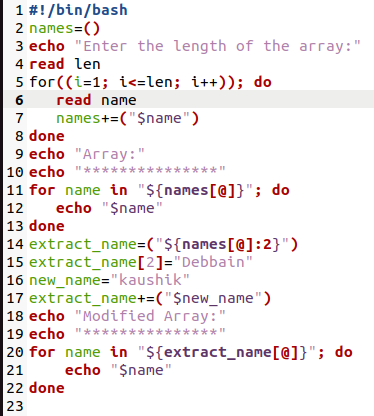 1 #!/bin/bash
2 names=()
3 echo "Enter the length of the array:"
4 read len
5 for((i=1; i<=len; i++)); do
6    read name
7    names+=("$name")
8 done
9 echo "Array:"
10 echo "***************"
11 for name in "${names[@]}"; do
12    echo "$name"
13 done
14 extract_name=("${names[@]:2}")
15 extract_name[2]="Debbain"
16 new_name="kaushik"
17 extract_name+=("$new_name")
18 echo "Modified Array:"
19 echo "***************"
20 for name in "${extract_name[@]}"; do
21     echo "$name"
22 done
23